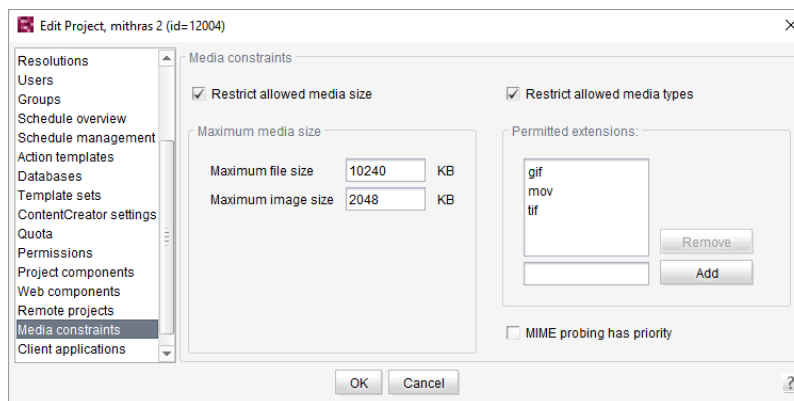 Edit Project, mithras 2 (id=12004)
Resolutions
Users
Groups
Schedule overview
Schedule management
Action templates
Databases
Template sets
ContentCreator settings
Quota
Permissions
Project components
Web components
Remote projects
Media constraints
Client applications
Media constraints
Restrict allowed media size
Restrict allowed media types
Maximum media size
Maximum file size 10240 KB
Maximum image size 2048 KB
Permitted extensions:
gif
mov
tif
Remove
Add
MIME probing has priority
OK Cancel
?